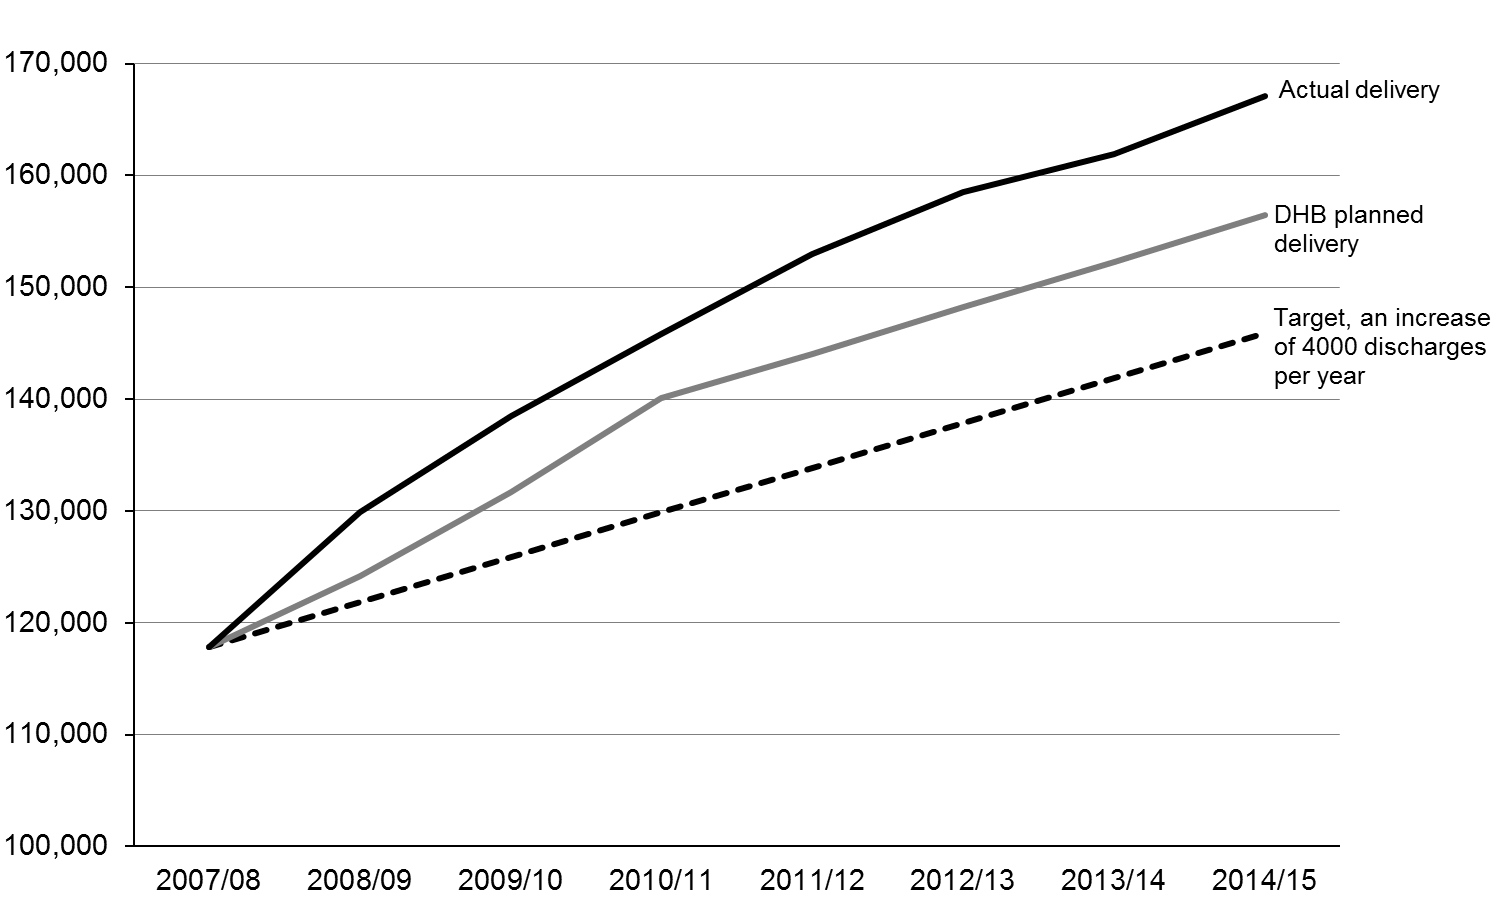 170,000
Actual delivery
160,000
DHB planned
delivery
150,000
Target, an increase
of 4000 discharges
per year
140,000
130,000
120,000
110,000
100,000
2007/08 2008/09 2009/10 2010/11 2011/12 2012/13 2013/14 2014/15